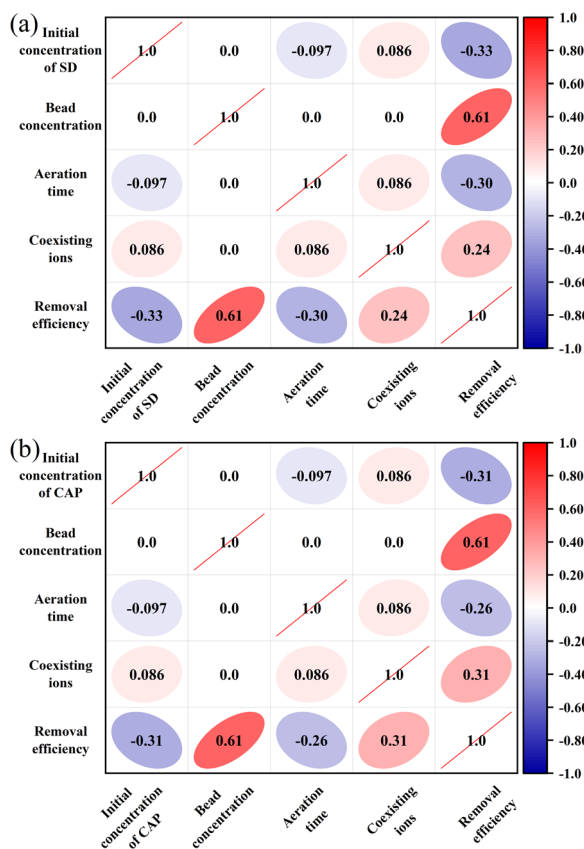 (a)
Initial
concentration
of SD
1.0 0.0 -0.097 0.086 -0.33
Bead
concentration
0.0 1.0 0.0 0.0 0.61
Aeration
time
-0.097 0.0 1.0 0.086 -0.30
Coexisting
ions
0.086 0.0 0.086 1.0 0.24
Removal
efficiency
-0.33 0.61 -0.30 0.24 1.0
Initial
concentration
of SD
Bead
concentration
Aeration
time
Coexisting
ions
Removal
efficiency
1.0
0.80
0.60
0.40
0.20
0.0
-0.20
-0.40
-0.60
-0.80
-1.0
(b)
Initial
concentration
of CAP
1.0 0.0 -0.097 0.086 -0.31
Bead
concentration
0.0 1.0 0.0 0.0 0.61
Aeration
time
-0.097 0.0 1.0 0.086 -0.26
Coexisting
ions
0.086 0.0 0.086 1.0 0.31
Removal
efficiency
-0.31 0.61 -0.26 0.31 1.0
Initial
concentration
of CAP
Bead
concentration
Aeration
time
Coexisting
ions
Removal
efficiency
1.0
0.80
0.60
0.40
0.20
0.0
-0.20
-0.40
-0.60
-0.80
-1.0